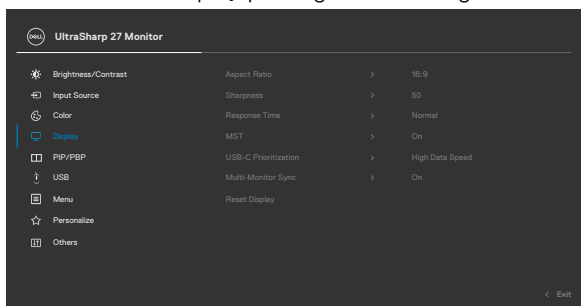 DELL
UltraSharp 27 Monitor
Brightness/Contrast
Input Source
Color
Display
PIP/PBP
USB
Menu
Personalize
Others
Aspect Ratio > 16:9
Sharpness > 50
Response Time > Normal
MST > On
USB-C Prioritization > High Data Speed
Multi-Monitor Sync > On
Reset Display
< Exit